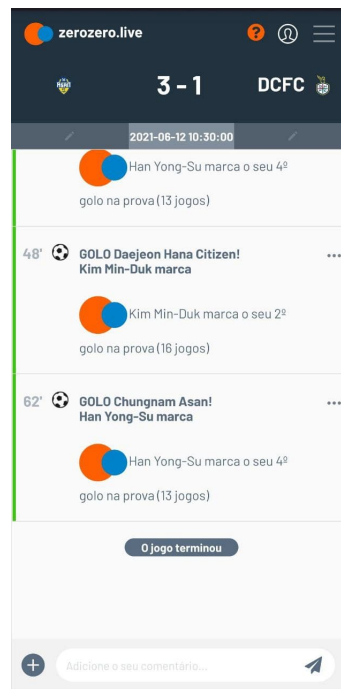 zerozero.live
?
3 - 1
DCFC
2021-06-12 10:30:00
Han Yong-Su marca o seu 4º
golo na prova (13 jogos)
48'
GOLO Daejeon Hana Citizen!
Kim Min-Duk marca
Kim Min-Duk marca o seu 2º
golo na prova (16 jogos)
62'
GOLO Chungnam Asan!
Han Yong-Su marca
Han Yong-Su marca o seu 4º
golo na prova (13 jogos)
O jogo terminou
Adicione o seu comentário...